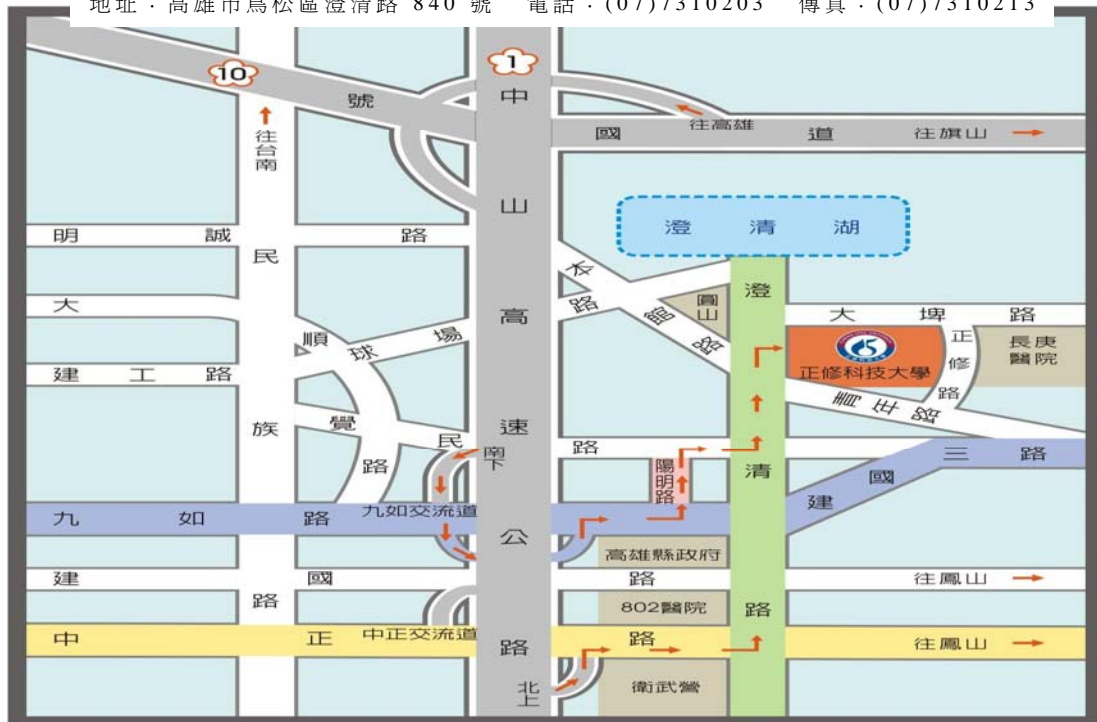 地址：高雄市鳥松區澄清路 840 號　電話：(07)7310203　傳真：(07)7310213
10
1
中山高速公路
號
國道
往高雄
往旗山
往台南
澄清湖
明誠路
民族路
本館路
大
順
路
建工路
球場路
圓山
澄清路
大埤路
正修科技大學
正修路
長庚醫院
青年路
覺民路
南下
陽明路
建國三路
九如路
九如交流道
高雄縣政府
建國路
往鳳山
802醫院
中正路
中正交流道
往鳳山
北上
衛武營